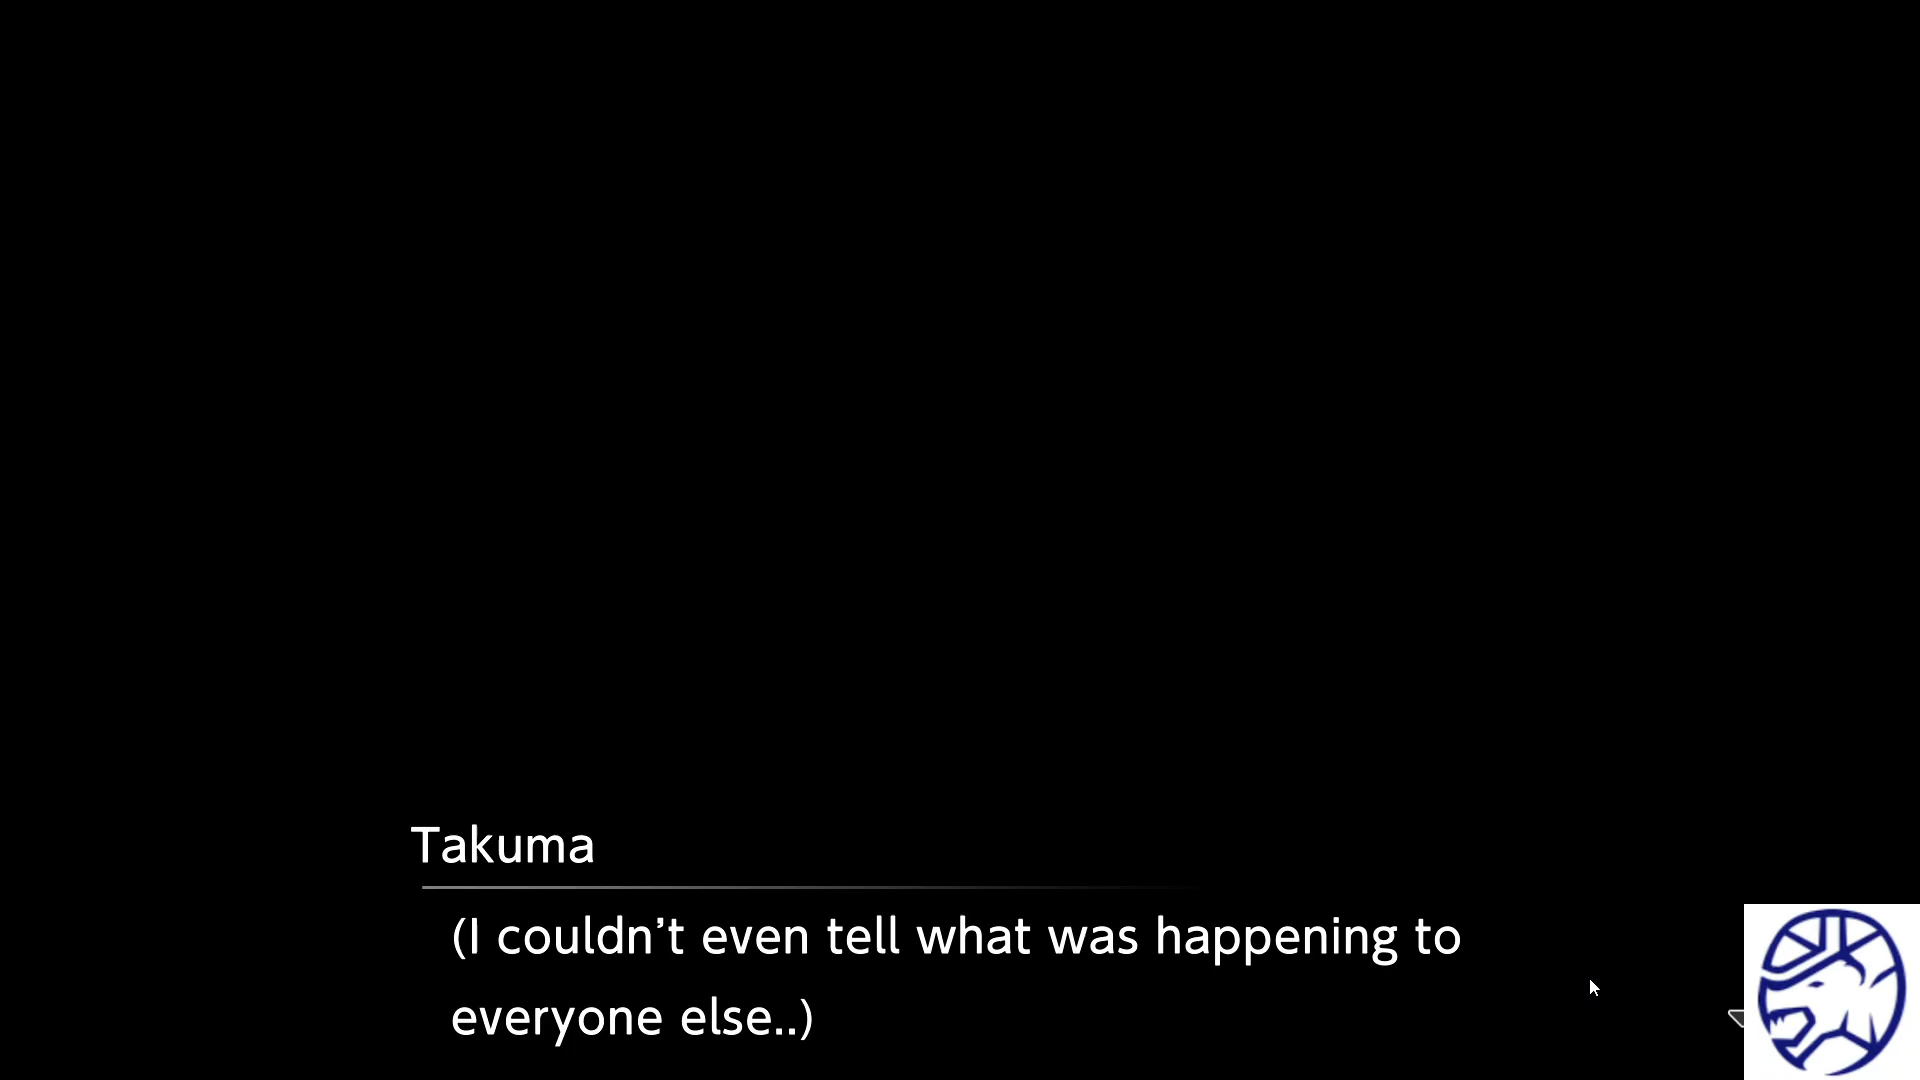 Takuma
(I couldn’t even tell what was happening to
everyone else..)